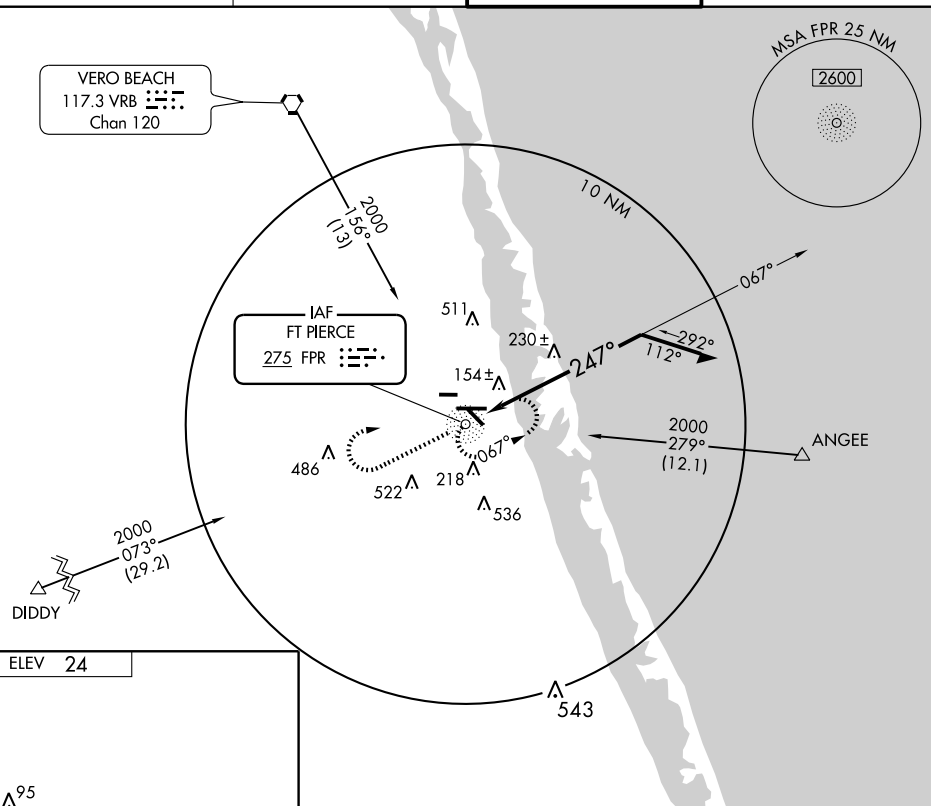 MSA FPR 25 NM
2600
VERO BEACH
117.3 VRB
Chan 120
10 NM
2000
156°
(13)
067°
IAF
FT PIERCE
275 FPR
511
230±
247°
292°
112°
154±
2000
279°
(12.1)
ANGEE
486
522
218
067°
536
2000
073°
(29.2)
DIDDY
ELEV 24
543
95